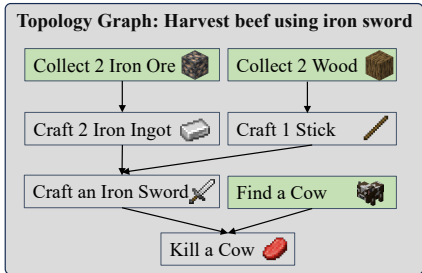 Topology Graph: Harvest beef using iron sword
Collect 2 Iron Ore
Collect 2 Wood
Craft 2 Iron Ingot
Craft 1 Stick
Craft an Iron Sword
Find a Cow
Kill a Cow